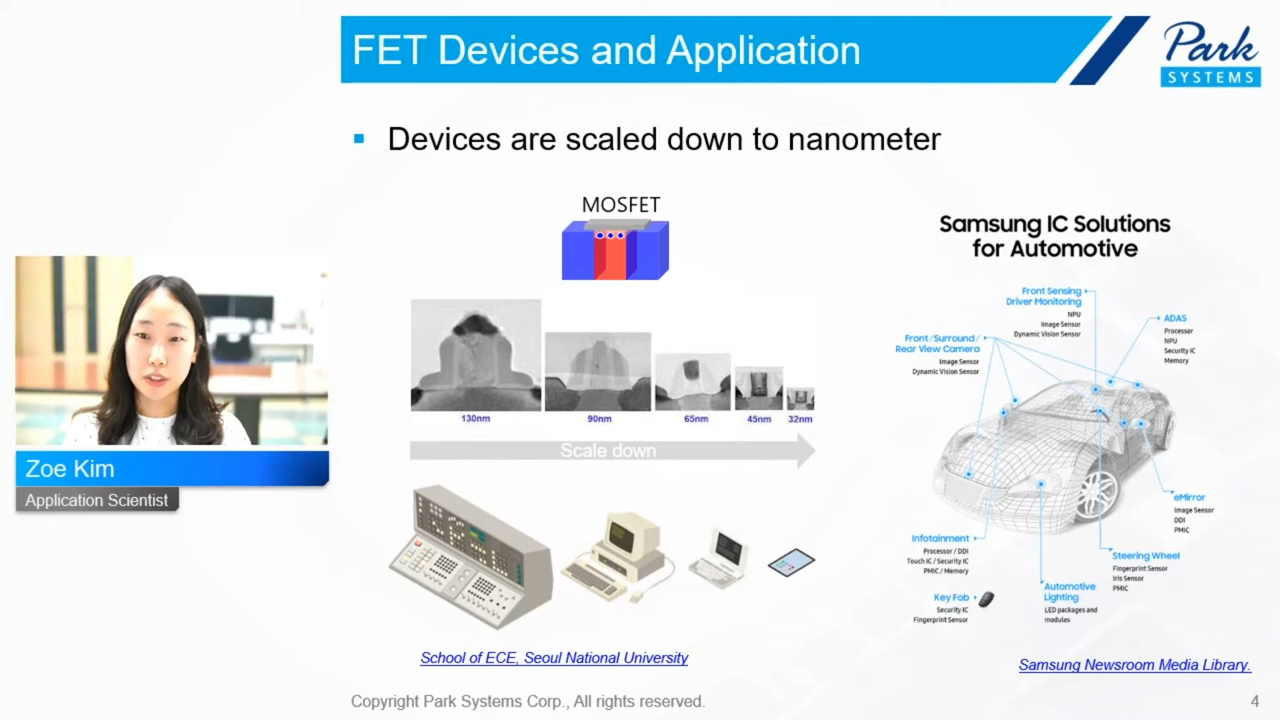 FET Devices and Application
Park
SYSTEMS
Devices are scaled down to nanometer
MOSFET
130nm
90nm
65nm
45nm
32nm
Scale down
School of ECE, Seoul National University
Samsung IC Solutions
for Automotive
Front Sensing
Driver Monitoring
NPU
Image Sensor
Dynamic Vision Sensor
ADAS
Processor
NPU
Security IC
Memory
Front/Surround/
Rear View Camera
Image Sensor
Dynamic Vision Sensor
eMirror
Image Sensor
DDI
PMIC
Infotainment
Processor / DDI
Touch IC / Security IC
PMIC / Memory
Steering Wheel
Fingerprint Sensor
Iris Sensor
PMIC
Key Fob
Security IC
Fingerprint Sensor
Automotive
Lighting
LED packages and
modules
Samsung Newsroom Media Library.
Zoe Kim
Application Scientist
Copyright Park Systems Corp., All rights reserved.
4